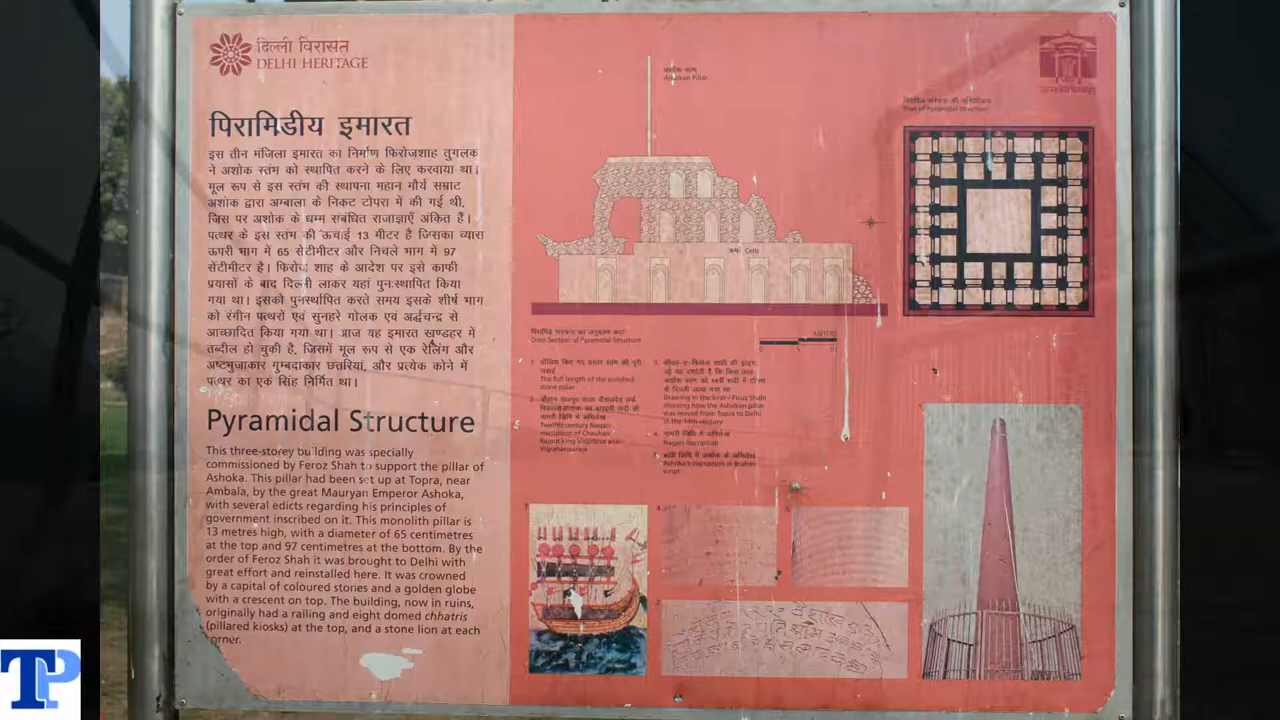 दिल्ली विरासत
DELHI HERITAGE
पिरामिडीय इमारत
इस तीन मंजिला इमारत का निर्माण फिरोजशाह तुगलक
ने अशोक स्तंभ को स्थापित करने के लिए करवाया था।
मूल रूप से इस स्तंभ की स्थापना महान मौर्य सम्राट
अशोक द्वारा अम्बाला के निकट टोपरा में की गई थी,
जिस पर अशोक के धम्म संबंधित राजाज्ञाएँ अंकित हैं।
पत्थर के इस स्तंभ की ऊचाई 13 मीटर है जिसका व्यास
ऊपरी भाग में 65 सेंटीमीटर और निचले भाग में 97
सेंटीमीटर है। फिरोज शाह के आदेश पर इसे काफी
प्रयासों के बाद दिल्ली लाकर यहां पुनःस्थापित किया
गया था। इसको पुनर्स्थापित करते समय इसके शीर्ष भाग
को रंगीन पत्थरों एवं सुनहरे गोलक एवं अर्द्धचन्द्र से
आच्छादित किया गया था। आज यह इमारत खण्डहर में
तब्दील हो चुकी है, जिसमें मूल रूप से एक रेलिंग और
अष्टभुजाकार गुम्बदाकार छतरियां, और प्रत्येक कोने में
पत्थर का एक सिंह निर्मित था।
Pyramidal Structure
This three-storey building was specially
commissioned by Feroz Shah to support the pillar of
Ashoka. This pillar had been set up at Topra, near
Ambala, by the great Mauryan Emperor Ashoka,
with several edicts regarding his principles of
government inscribed on it. This monolith pillar is
13 metres high, with a diameter of 65 centimetres
at the top and 97 centimetres at the bottom. By the
order of Feroz Shah it was brought to Delhi with
great effort and reinstalled here. It was crowned
by a capital of coloured stones and a golden globe
with a crescent on top. The building, now in ruins,
originally had a railing and eight domed chhatris
(pillared kiosks) at the top, and a stone lion at each
corner.
अशोक स्तंभ
Ashokan Pillar
Plan of Pyramidal Structure
Cells
Cross Section of Pyramidal Structure
METERS
The full length of the polished
stone pillar
Twelfth century Nagari
inscription of Chauhan
Rajput king Visaldeva alias
Vigraharajaraja
Drawing in the Sirat-i-Firuz Shahi
showing how the Ashokan pillar
was moved from Topra to Delhi
in the 14th century
नागरी लिपि में अभिलेख
Nagari inscription
ब्राह्मी लिपि में अशोक के अभिलेख
Ashoka's inscription in Brahmi
script
TP